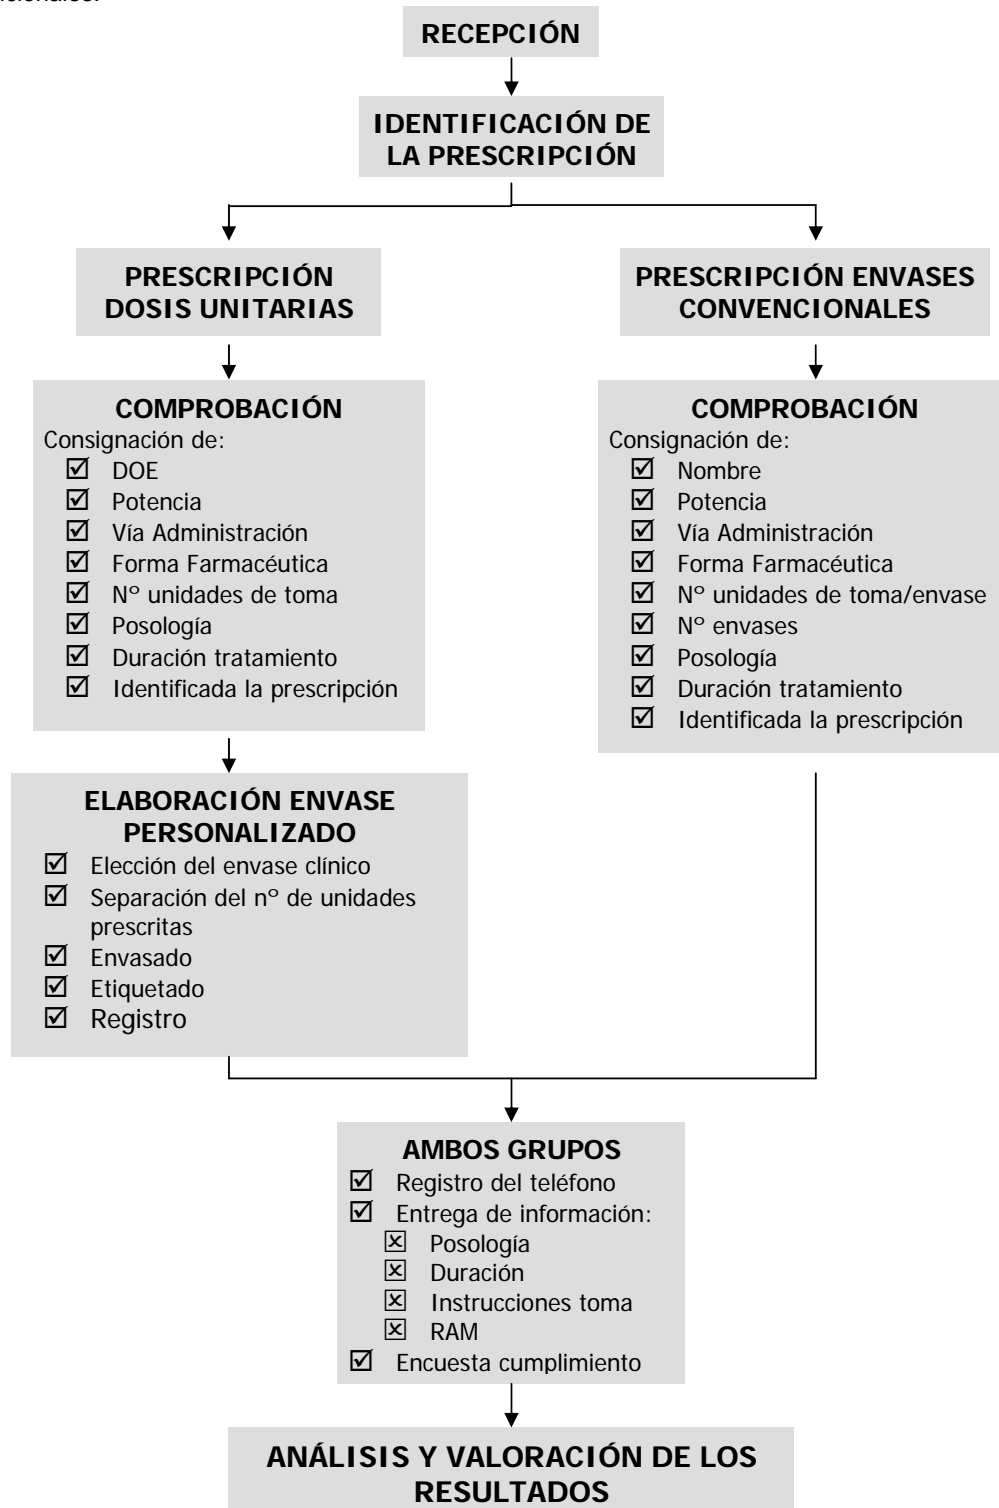 RECEPCIÓN
IDENTIFICACIÓN DE
LA PRESCRIPCIÓN
PRESCRIPCIÓN
DOSIS UNITARIAS
PRESCRIPCIÓN ENVASES
CONVENCIONALES
COMPROBACIÓN
Consignación de:
☑ DOE
☑ Potencia
☑ Vía Administración
☑ Forma Farmacéutica
☑ Nº unidades de toma
☑ Posología
☑ Duración tratamiento
☑ Identificada la prescripción
COMPROBACIÓN
Consignación de:
☑ Nombre
☑ Potencia
☑ Vía Administración
☑ Forma Farmacéutica
☑ Nº unidades de toma/envase
☑ Nº envases
☑ Posología
☑ Duración tratamiento
☑ Identificada la prescripción
ELABORACIÓN ENVASE
PERSONALIZADO
☑ Elección del envase clínico
☑ Separación del nº de unidades
prescritas
☑ Envasado
☑ Etiquetado
☑ Registro
AMBOS GRUPOS
☑ Registro del teléfono
☑ Entrega de información:
☒ Posología
☒ Duración
☒ Instrucciones toma
☒ RAM
☑ Encuesta cumplimiento
ANÁLISIS Y VALORACIÓN DE LOS
RESULTADOS